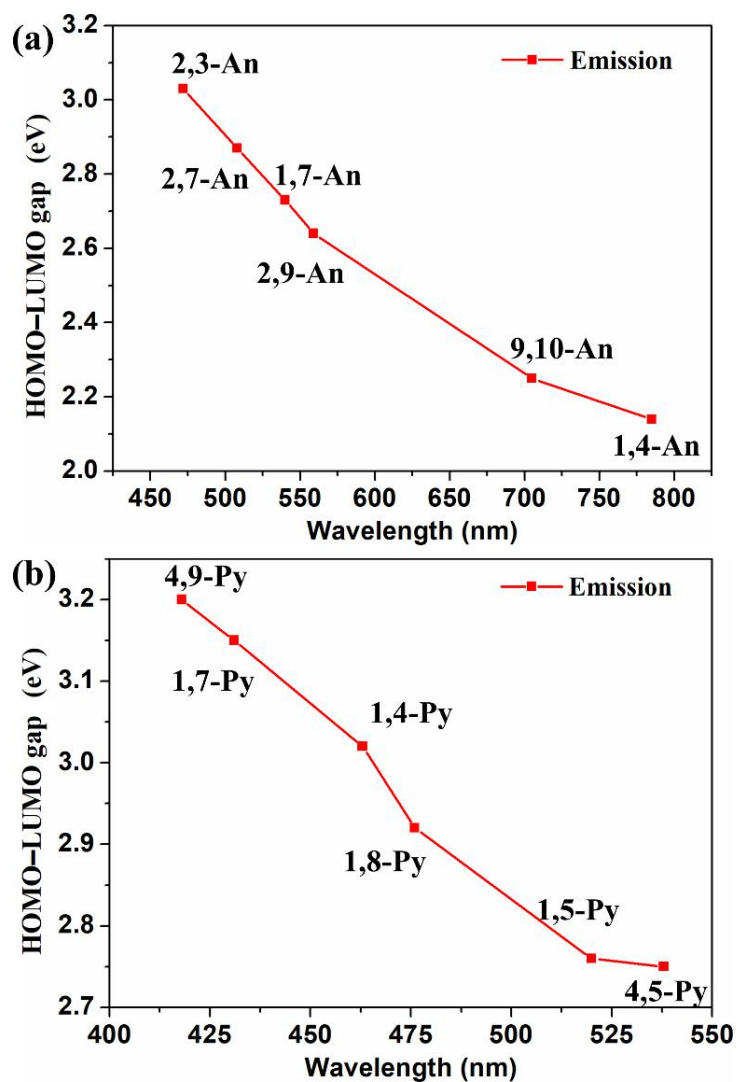 (a)
3.2
3.0
2.8
2.6
2.4
2.2
2.0
HOMO–LUMO gap (eV)
2,3-An
Emission
2,7-An
1,7-An
2,9-An
9,10-An
1,4-An
450 500 550 600 650 700 750 800
Wavelength (nm)
(b)
3.2
3.1
3.0
2.9
2.8
2.7
HOMO–LUMO gap (eV)
4,9-Py
Emission
1,7-Py
1,4-Py
1,8-Py
1,5-Py
4,5-Py
400 425 450 475 500 525 550
Wavelength (nm)